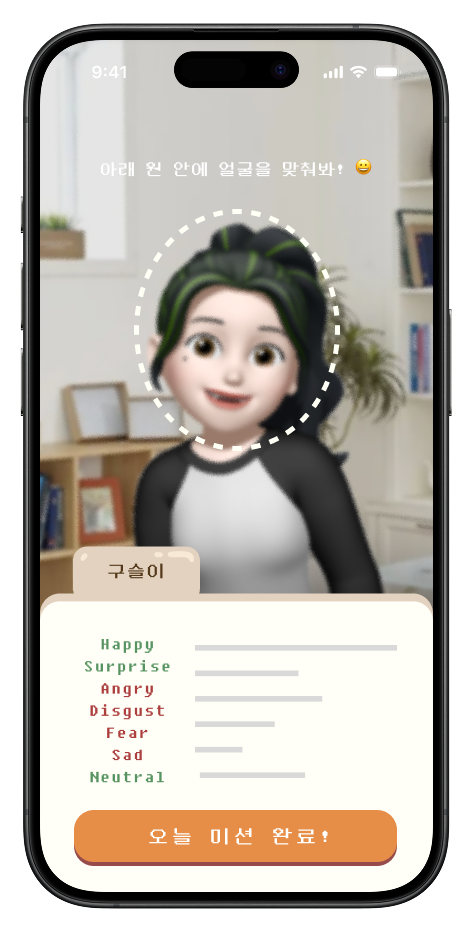 9:41
아래 원 안에 얼굴을 맞춰봐! 😀
구슬이
Happy
Surprise
Angry
Disgust
Fear
Sad
Neutral
오늘 미션 완료!